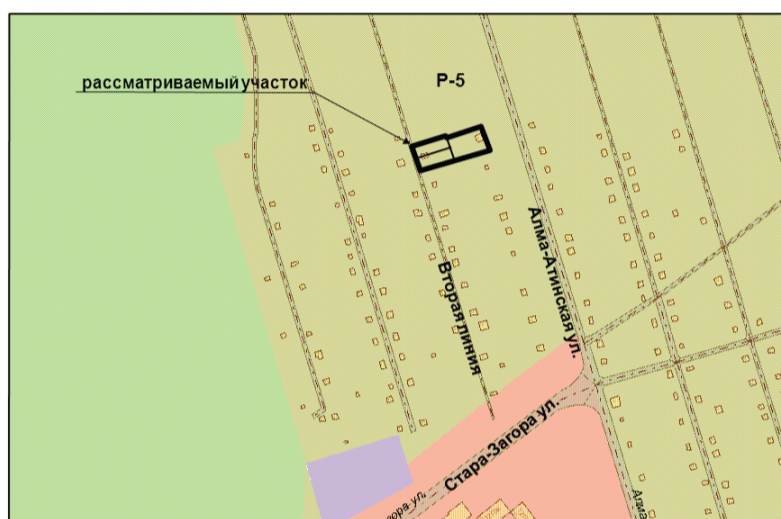 рассматриваемый участок
Р-5
Алма-Атинская ул.
Вторая линия
Стара-Загора ул.